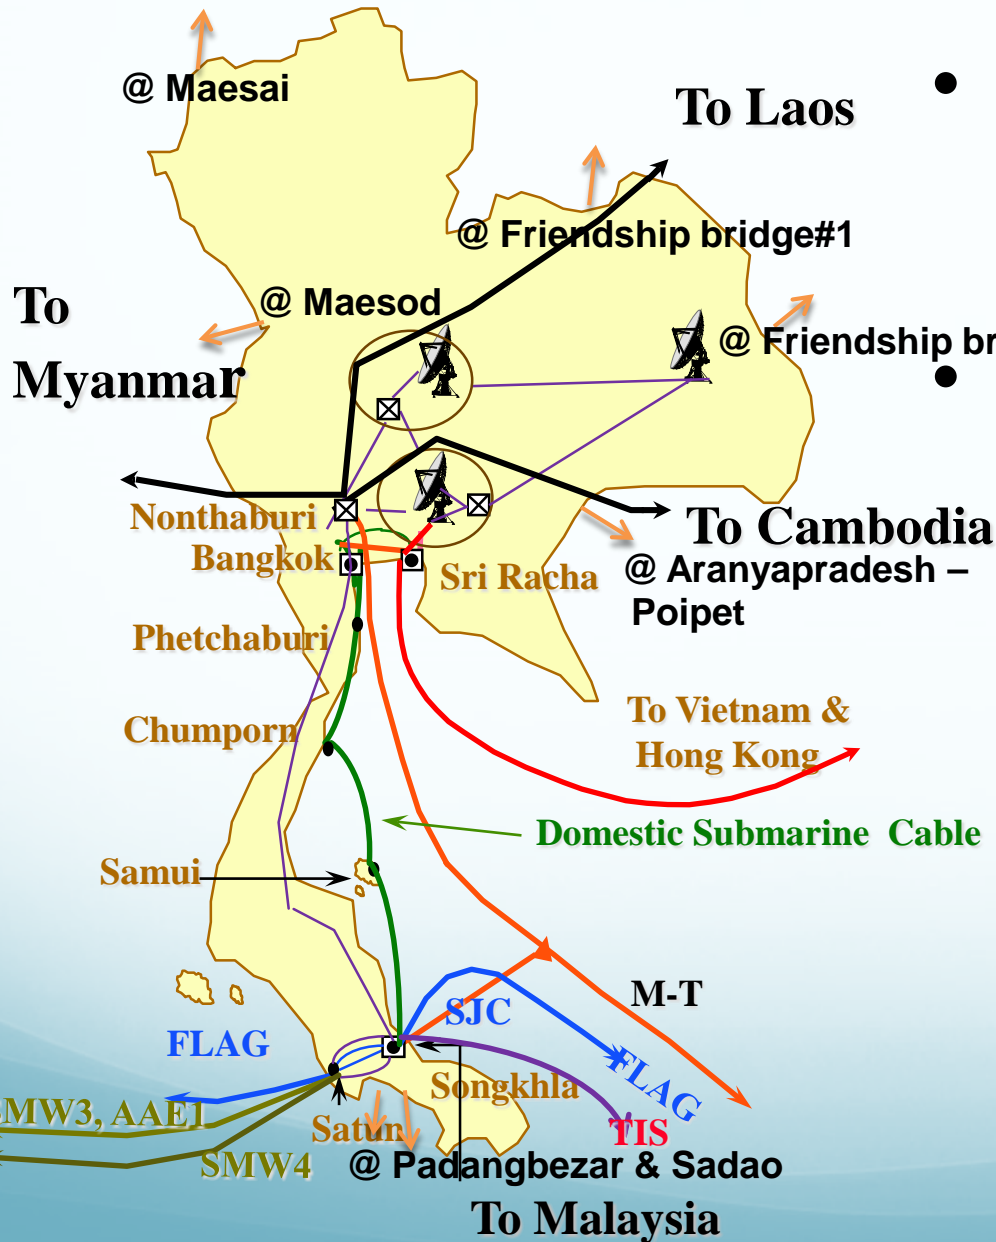 @ Maesai
To Laos
@ Friendship bridge#1
@ Maesod
To
Myanmar
@ Friendship
Nonthaburi
To Cambodia
Bangkok
Sri Racha
@ Aranyapradesh –
Poipet
Phetchaburi
To Vietnam &
Hong Kong
Chumporn
Domestic Submarine Cable
Samui
M-T
SJC
FLAG
FLAG
Songkhla
SMW3, AAE1
Satun
TIS
SMW4
@ Padangbezar & Sadao
To Malaysia